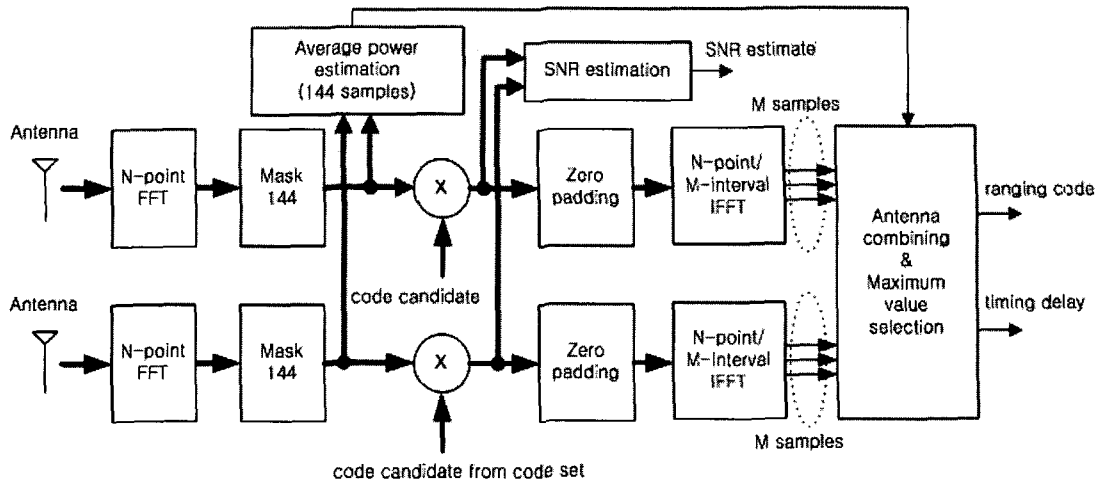 Average power
estimation
(144 samples)
SNR estimation
SNR estimate
M samples
Antenna
N-point
FFT
Mask
144
X
Zero
padding
N-point/
M-interval
IFFT
code candidate
Antenna
combining
&
Maximum
value
selection
ranging code
timing delay
Antenna
N-point
FFT
Mask
144
X
Zero
padding
N-point/
M-interval
IFFT
M samples
code candidate from code set